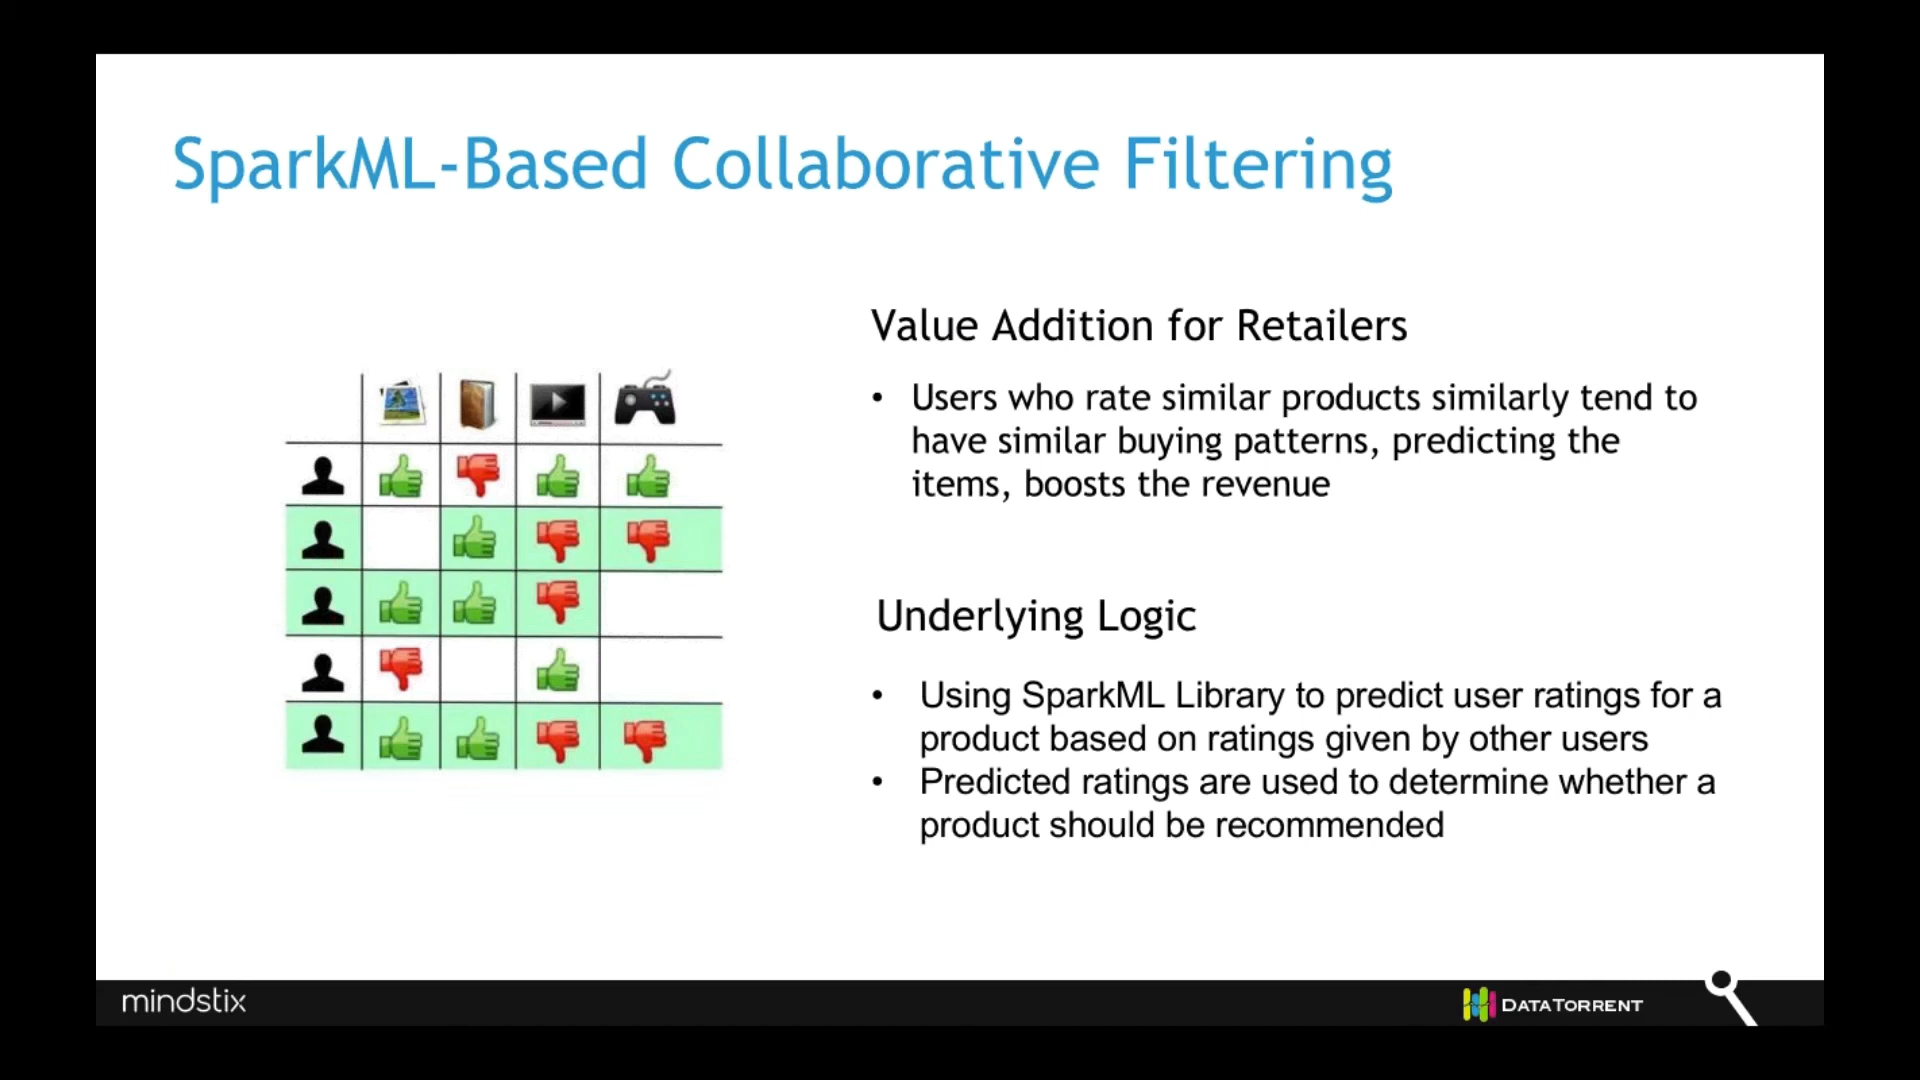 SparkML-Based Collaborative Filtering
Value Addition for Retailers
• Users who rate similar products similarly tend to
have similar buying patterns, predicting the
items, boosts the revenue
Underlying Logic
• Using SparkML Library to predict user ratings for a
product based on ratings given by other users
• Predicted ratings are used to determine whether a
product should be recommended
mindstix
DATATORRENT